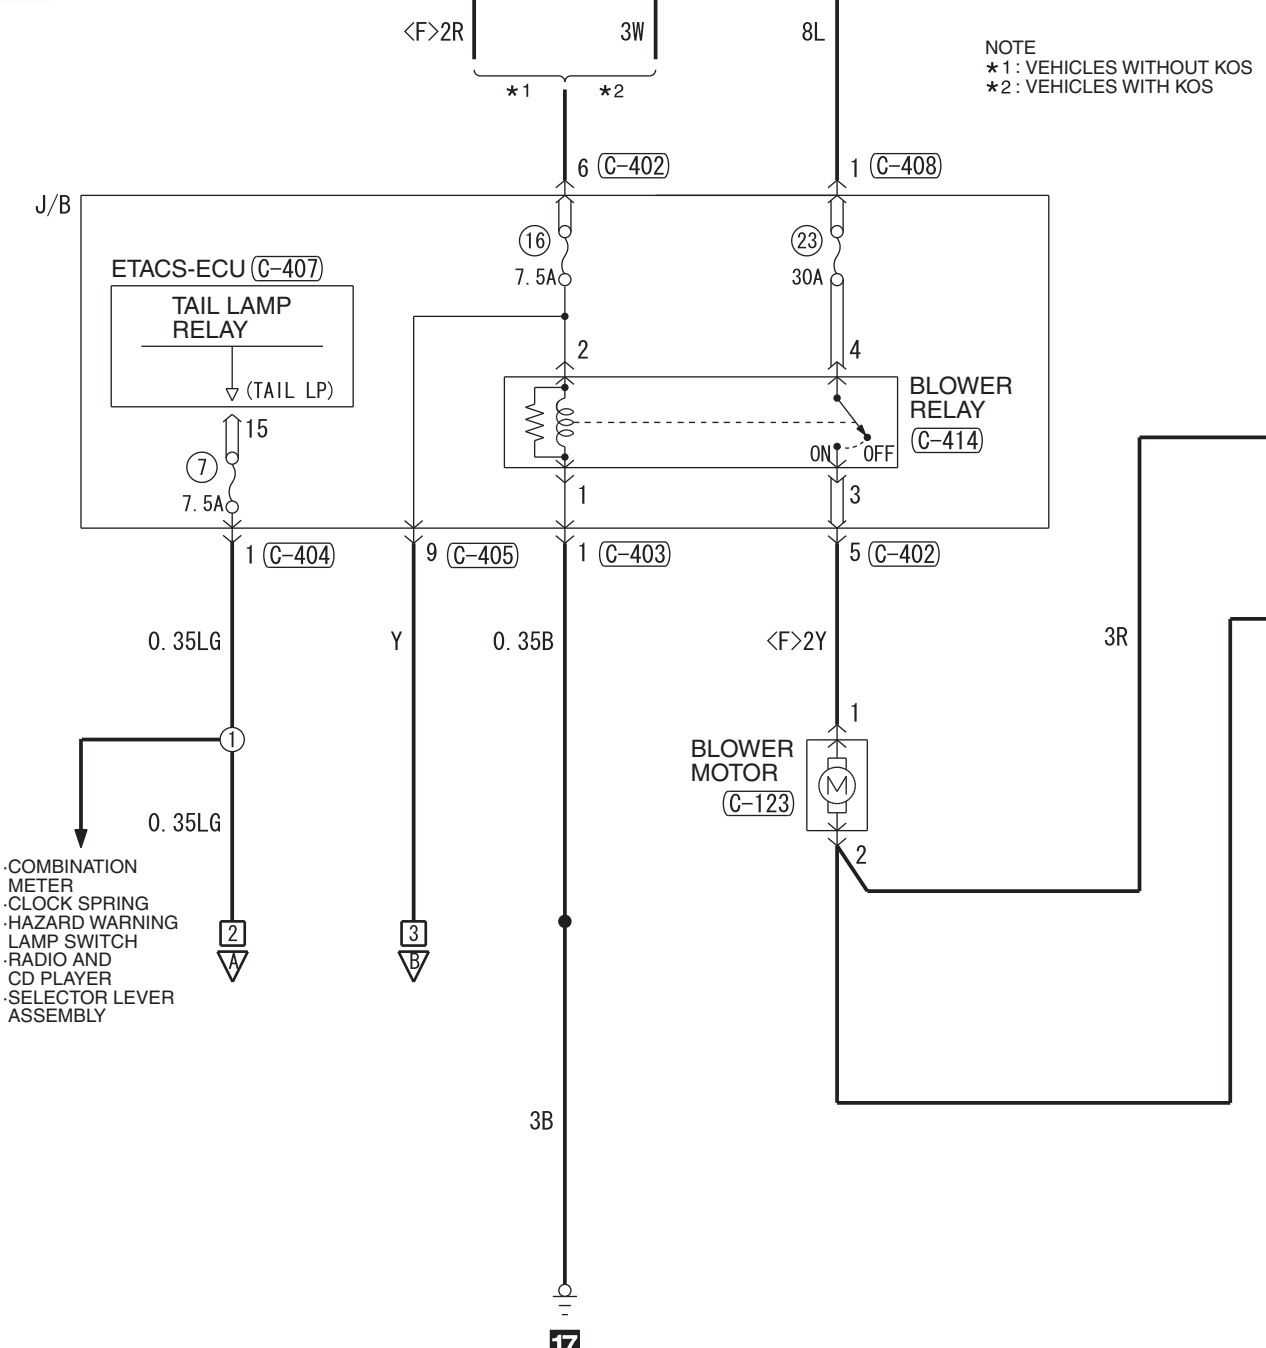 <F>2R
3W
8L
NOTE
*1 : VEHICLES WITHOUT KOS
*2 : VEHICLES WITH KOS
*1
*2
6 C-402
1 C-408
J/B
16
7.5A
23
30A
ETACS-ECU C-407
TAIL LAMP
RELAY
(TAIL LP)
2
4
BLOWER
RELAY
C-414
ON
OFF
15
7
7.5A
1
3
1 C-404
9 C-405
1 C-403
5 C-402
0.35LG
Y
0.35B
<F>2Y
3R
1
1
BLOWER
MOTOR
C-123
M
2
0.35LG
·COMBINATION
METER
·CLOCK SPRING
·HAZARD WARNING
LAMP SWITCH
·RADIO AND
CD PLAYER
·SELECTOR LEVER
ASSEMBLY
2
A
3
B
3B
17